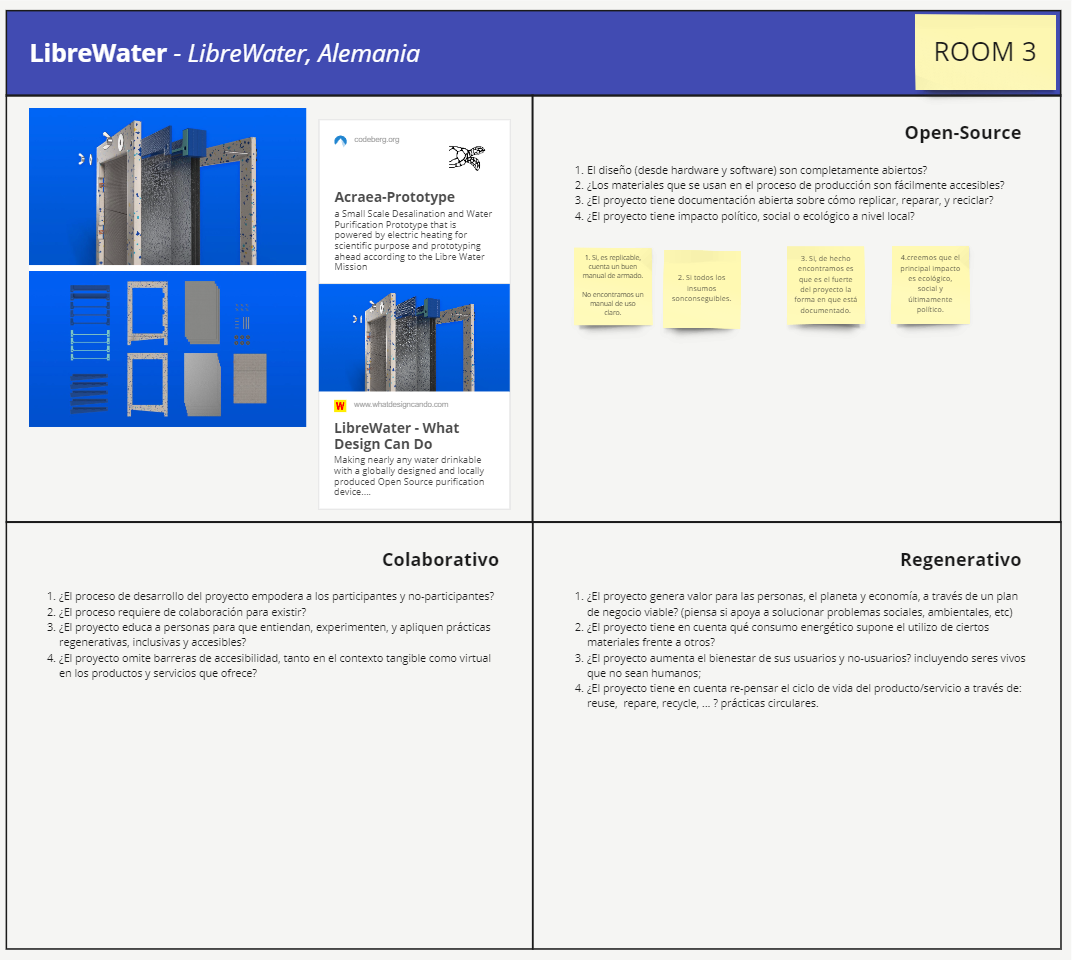 LibreWater - LibreWater, Alemania
ROOM 3
codeberg.org
Acraea-Prototype
a Small Scale Desalination and Water
Purification Prototype that is
powered by electric heating for
scientific purpose and prototyping
ahead according to the Libre Water
Mission
W www.whatdesigncando.com
LibreWater - What
Design Can Do
Making nearly any water drinkable
with a globally designed and locally
produced Open Source purification
device....
Open-Source
1. El diseño (desde hardware y software) son completamente abiertos?
2. ¿Los materiales que se usan en el proceso de producción son fácilmente accesibles?
3. ¿El proyecto tiene documentación abierta sobre cómo replicar, reparar, y reciclar?
4. ¿El proyecto tiene impacto político, social o ecológico a nivel local?
1. Si, es replicable,
cuenta un buen
manual de armado.
No encontramos un
manual de uso
claro.
2. Si todos los
insumos
sonconseguibles.
3. Si, de hecho
encontramos es
que es el fuerte
del proyecto la
forma en que está
documentado.
4.creemos que el
principal impacto
es ecológico,
social y
últimamente
político.
Colaborativo
1. ¿El proceso de desarrollo del proyecto empodera a los participantes y no-participantes?
2. ¿El proceso requiere de colaboración para existir?
3. ¿El proyecto educa a personas para que entiendan, experimenten, y apliquen prácticas
regenerativas, inclusivas y accesibles?
4. ¿El proyecto omite barreras de accesibilidad, tanto en el contexto tangible como virtual
en los productos y servicios que ofrece?
Regenerativo
1. ¿El proyecto genera valor para las personas, el planeta y economía, a través de un plan
de negocio viable? (piensa si apoya a solucionar problemas sociales, ambientales, etc)
2. ¿El proyecto tiene en cuenta qué consumo energético supone el utilizo de ciertos
materiales frente a otros?
3. ¿El proyecto aumenta el bienestar de sus usuarios y no-usuarios? incluyendo seres vivos
que no sean humanos;
4. ¿El proyecto tiene en cuenta re-pensar el ciclo de vida del producto/servicio a través de:
reuse, repare, recycle, ... ? prácticas circulares.